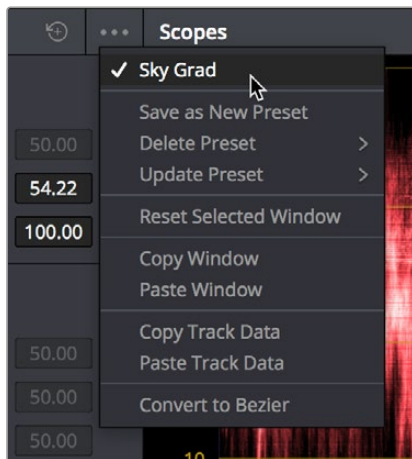 ••• Scopes
✓ Sky Grad
Save as New Preset
50.00 Delete Preset >
54.22 Update Preset >
100.00 Reset Selected Window
Copy Window
Paste Window
Copy Track Data
50.00 Paste Track Data
50.00 Convert to Bezier
50.00
10